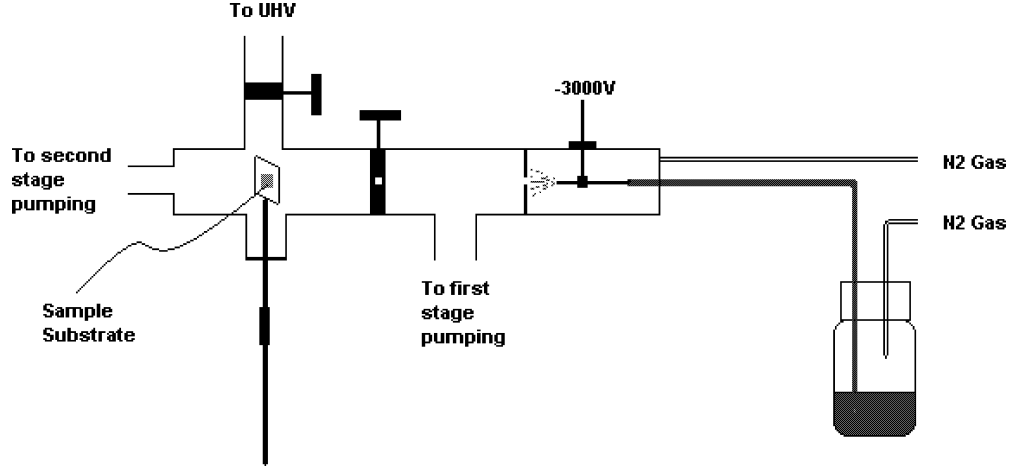 To UHV
-3000V
To second
stage
pumping
N2 Gas
N2 Gas
To first
stage
pumping
Sample
Substrate